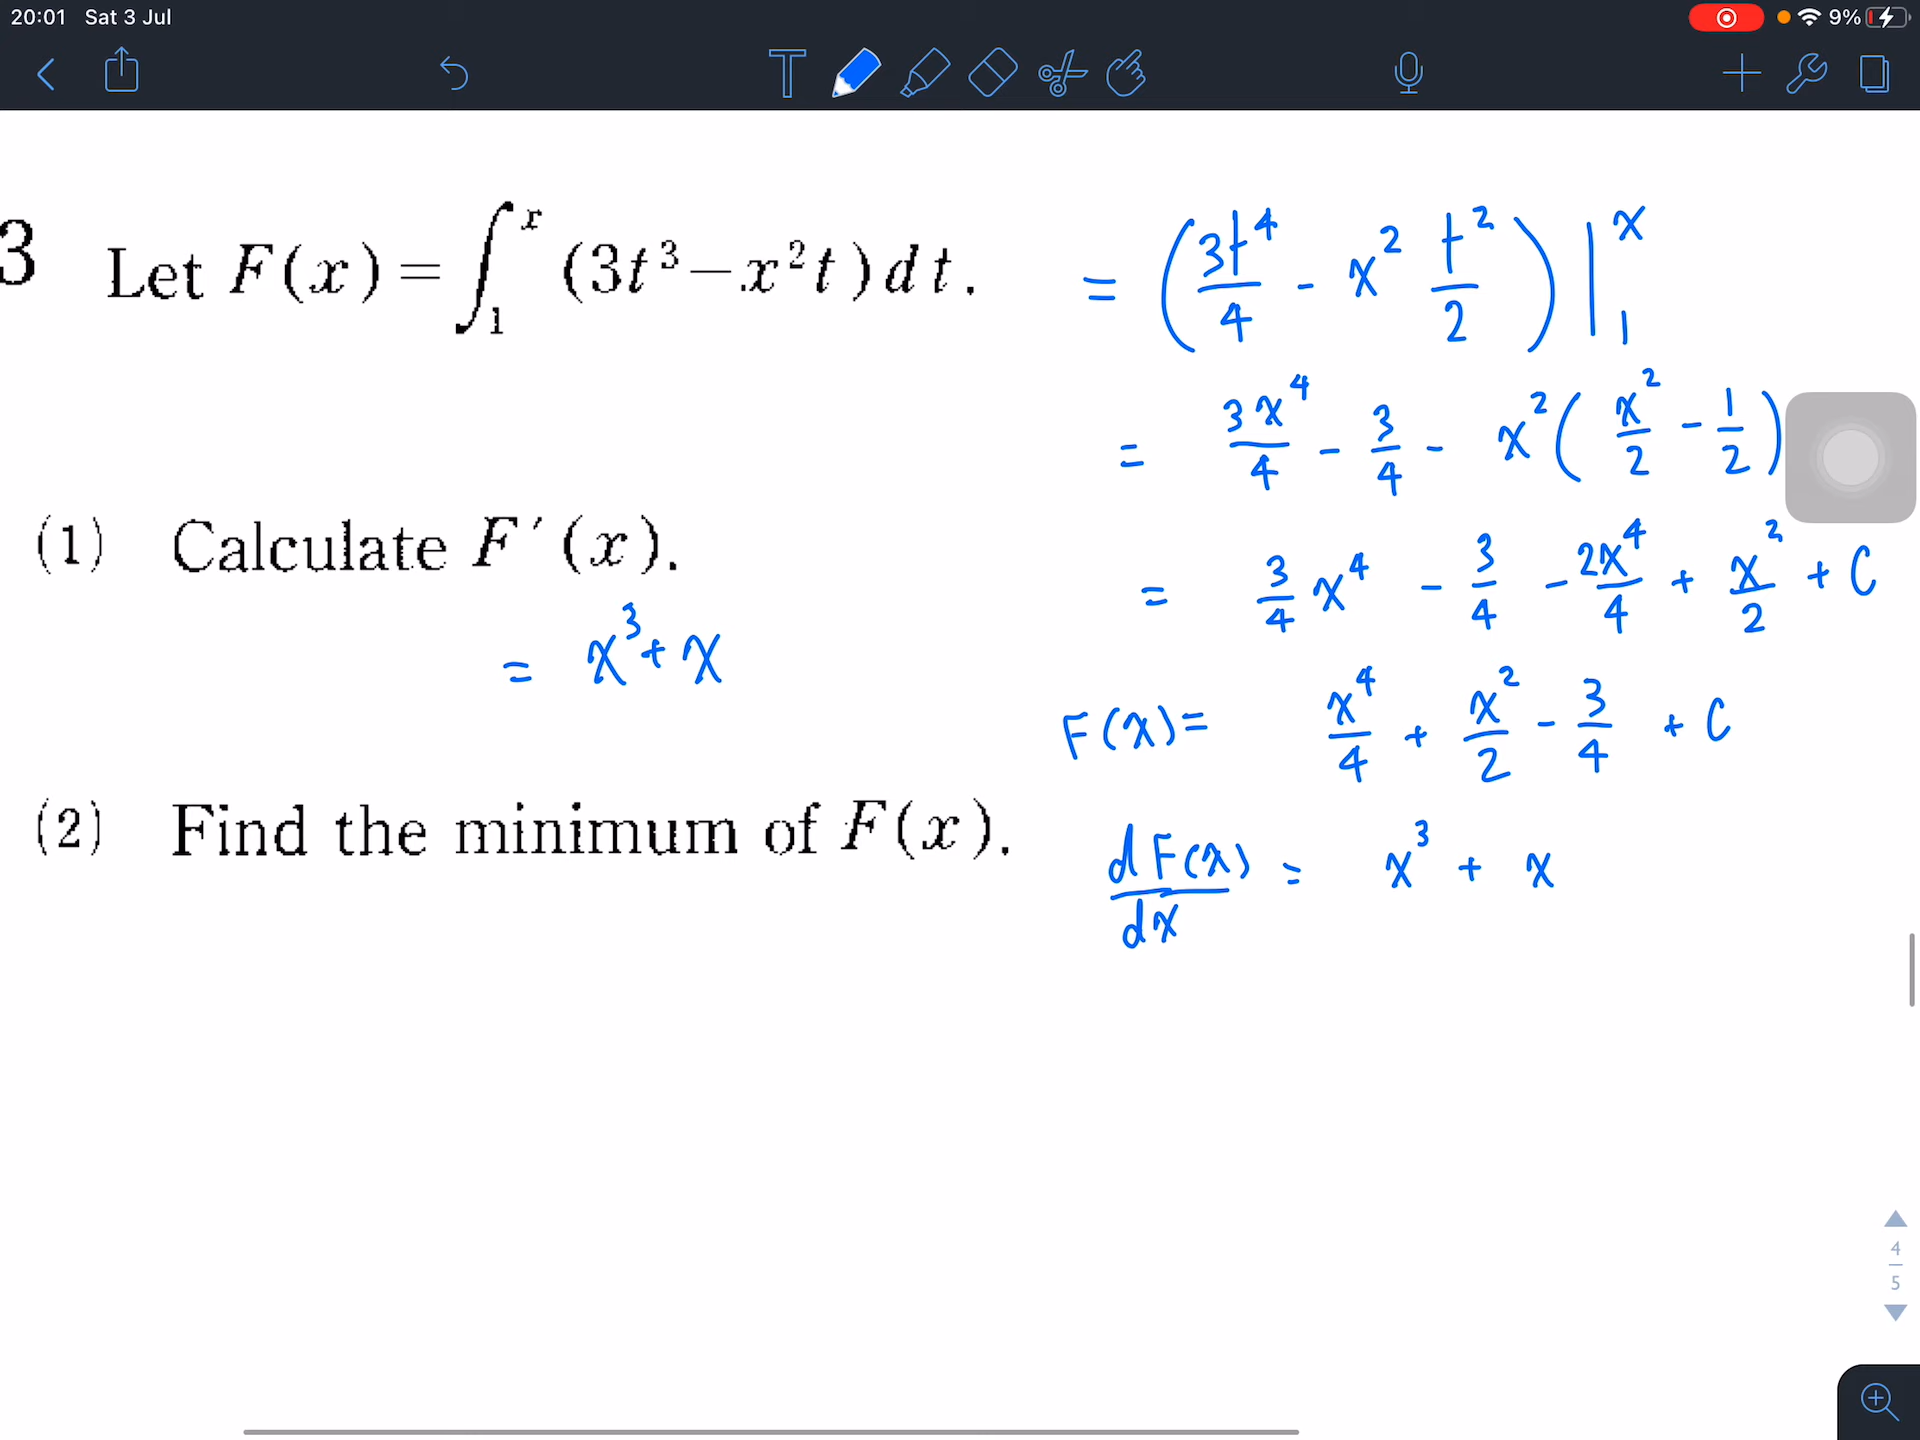 20:01 Sat 3 Jul
9%
3 Let F(x) = ∫₁ˣ (3t³ − x²t) dt.
= (3t⁴/4 - x² t²/2) |₁ˣ
= 3x⁴/4 - 3/4 - x² (x²/2 - 1/2)
(1) Calculate F′(x).
= 3/4 x⁴ - 3/4 - 2x⁴/4 + x²/2 + C
= x³ + x
F(x) = x⁴/4 + x²/2 - 3/4 + C
(2) Find the minimum of F(x).
dF(x)/dx = x³ + x
4
5